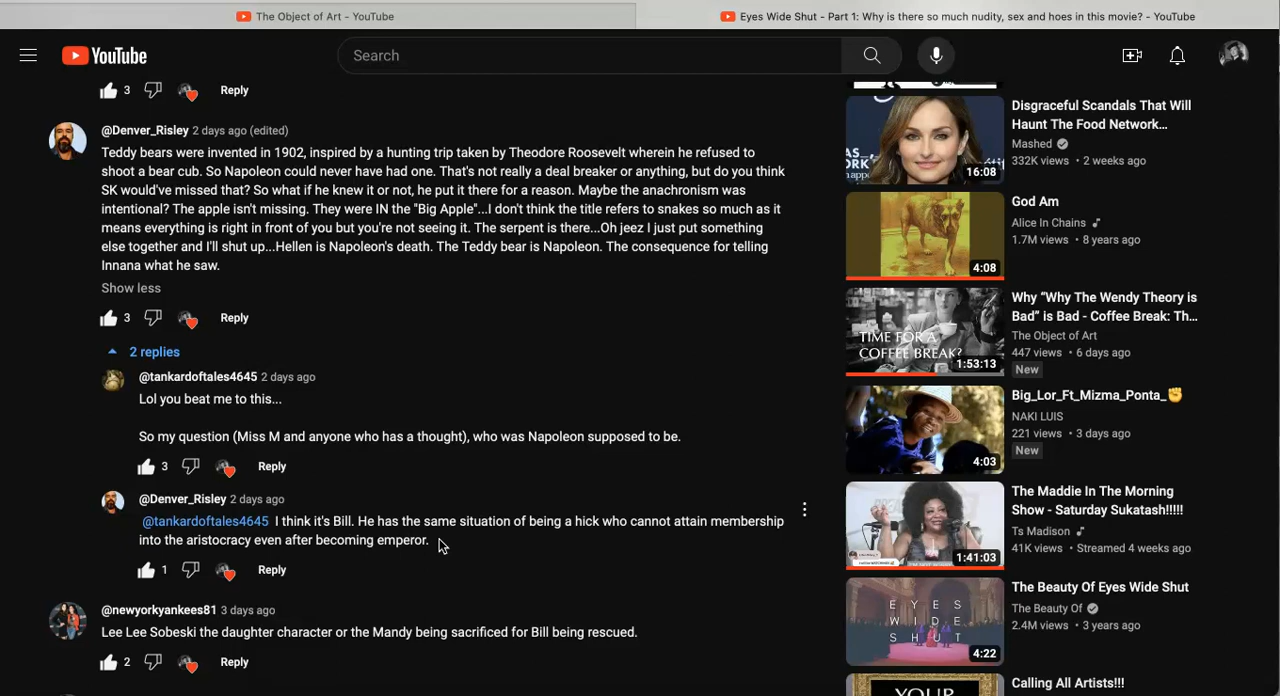 The Object of Art - YouTube
Eyes Wide Shut - Part 1: Why is there so much nudity, sex and hoes in this movie? - YouTube
YouTube
Search
3
Reply
@Denver_Risley 2 days ago (edited)
Teddy bears were invented in 1902, inspired by a hunting trip taken by Theodore Roosevelt wherein he refused to
shoot a bear cub. So Napoleon could never have had one. That's not really a deal breaker or anything, but do you think
SK would've missed that? So what if he knew it or not, he put it there for a reason. Maybe the anachronism was
intentional? The apple isn't missing. They were IN the "Big Apple"...I don't think the title refers to snakes so much as it
means everything is right in front of you but you're not seeing it. The serpent is there...Oh jeez I just put something
else together and I'll shut up...Hellen is Napoleon's death. The Teddy bear is Napoleon. The consequence for telling
Innana what he saw.
Show less
3
Reply
2 replies
@tankardoftales4645 2 days ago
Lol you beat me to this...
So my question (Miss M and anyone who has a thought), who was Napoleon supposed to be.
3
Reply
@Denver_Risley 2 days ago
@tankardoftales4645 I think it's Bill. He has the same situation of being a hick who cannot attain membership
into the aristocracy even after becoming emperor.
1
Reply
@newyorkyankees81 3 days ago
Lee Lee Sobeski the daughter character or the Mandy being sacrificed for Bill being rescued.
2
Reply
16:08
Disgraceful Scandals That Will
Haunt The Food Network...
Mashed
332K views • 2 weeks ago
4:08
God Am
Alice In Chains
1.7M views • 8 years ago
TIME FOR A
COFFEE BREAK?
1:53:13
Why “Why The Wendy Theory is
Bad” is Bad - Coffee Break: Th...
The Object of Art
447 views • 6 days ago
New
4:03
Big_Lor_Ft_Mizma_Ponta_✊
NAKI LUIS
221 views • 3 days ago
New
1:41:03
The Maddie In The Morning
Show - Saturday Sukatash!!!!!
Ts Madison
41K views • Streamed 4 weeks ago
EYES
WIDE
SHUT
4:22
The Beauty Of Eyes Wide Shut
The Beauty Of
2.4M views • 3 years ago
YOUR
Calling All Artists!!!